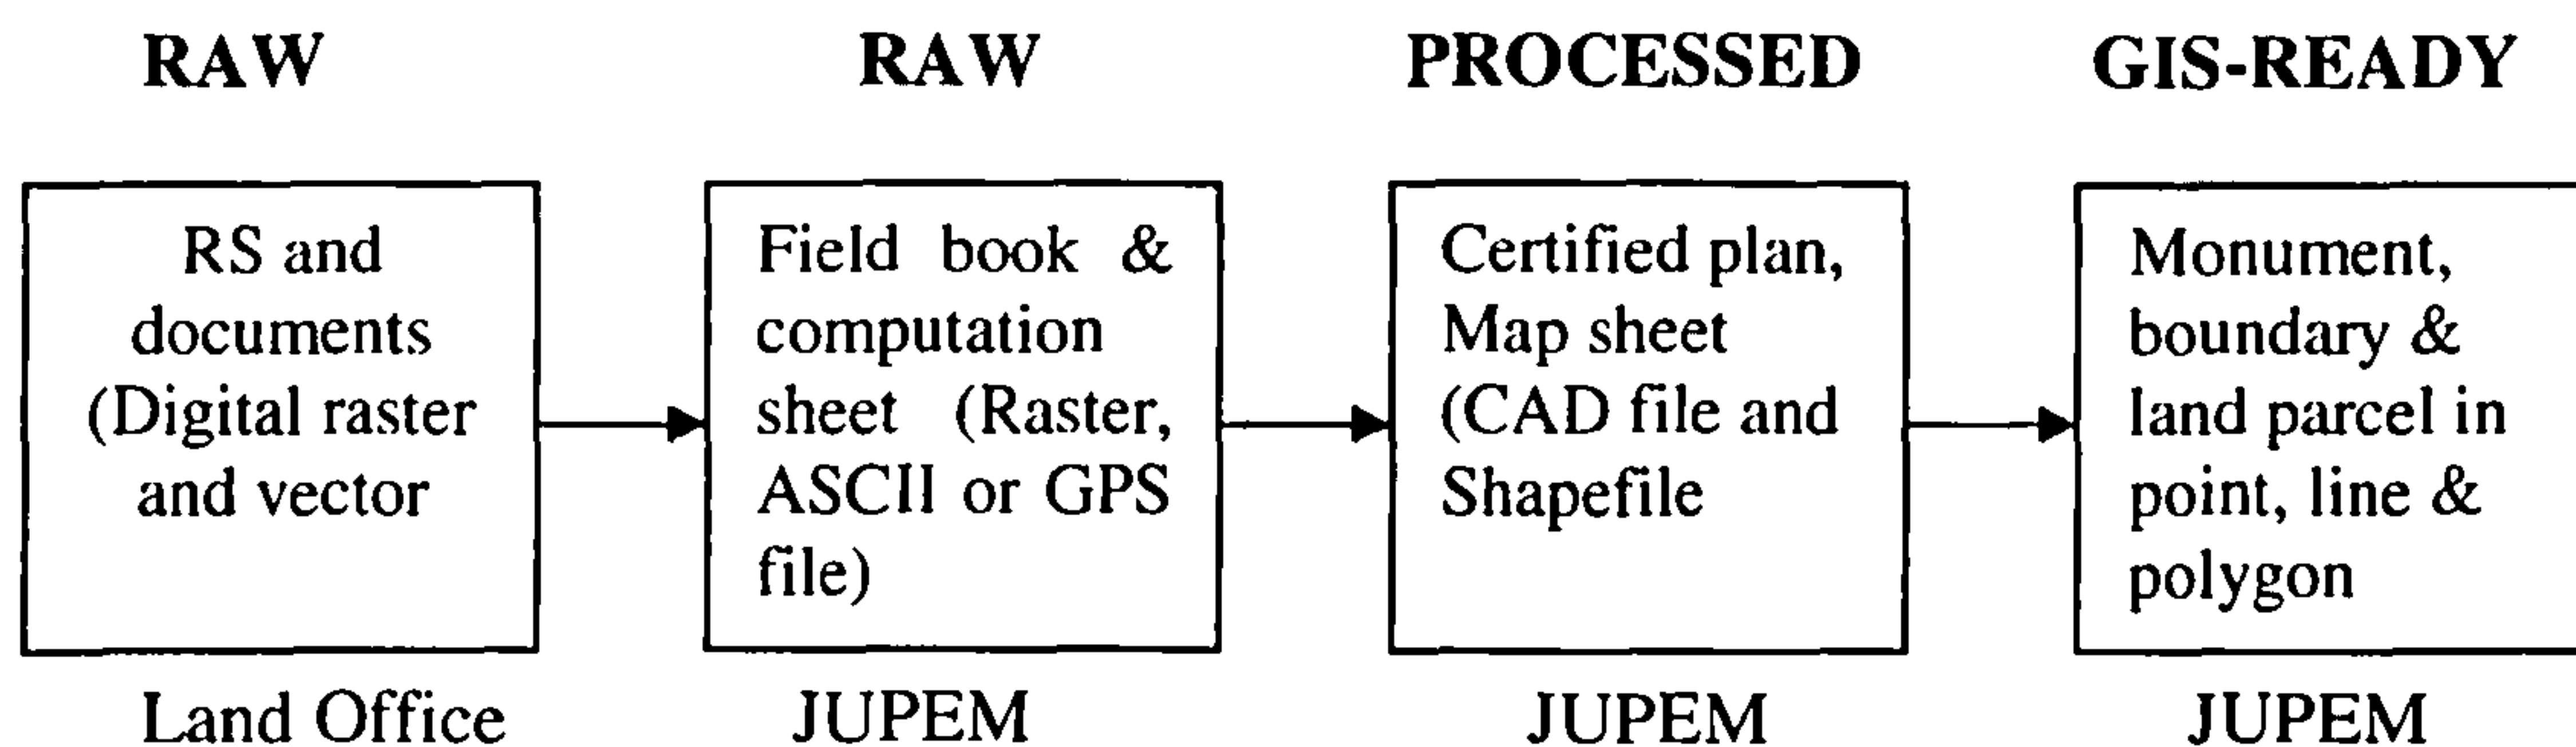 RAW
RAW
PROCESSED
GIS-READY
RS and
documents
(Digital raster
and vector
Field book &
computation
sheet (Raster,
ASCII or GPS
file)
Certified plan,
Map sheet
(CAD file and
Shapefile
Monument,
boundary &
land parcel in
point, line &
polygon
Land Office
JUPEM
JUPEM
JUPEM